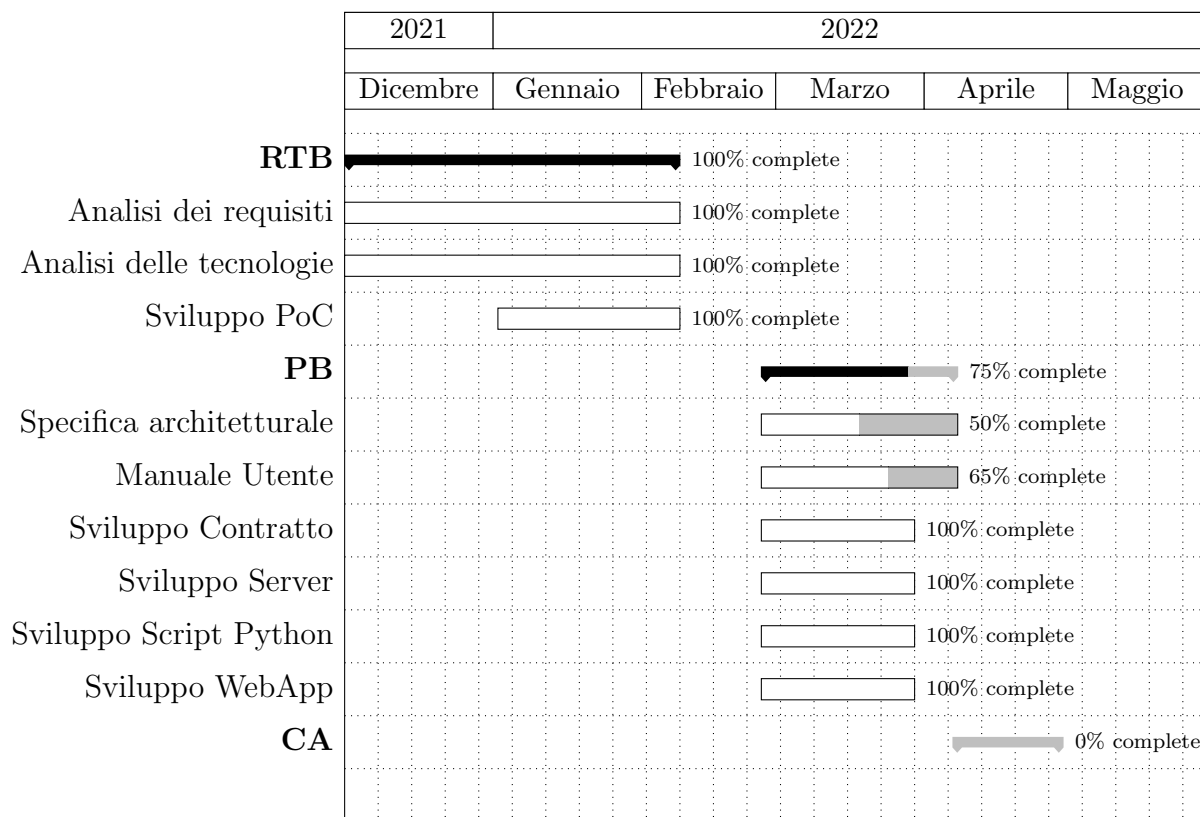 2021 2022
Dicembre Gennaio Febbraio Marzo Aprile Maggio
RTB 100% complete
Analisi dei requisiti 100% complete
Analisi delle tecnologie 100% complete
Sviluppo PoC 100% complete
PB 75% complete
Specifica architetturale 50% complete
Manuale Utente 65% complete
Sviluppo Contratto 100% complete
Sviluppo Server 100% complete
Sviluppo Script Python 100% complete
Sviluppo WebApp 100% complete
CA 0% complete